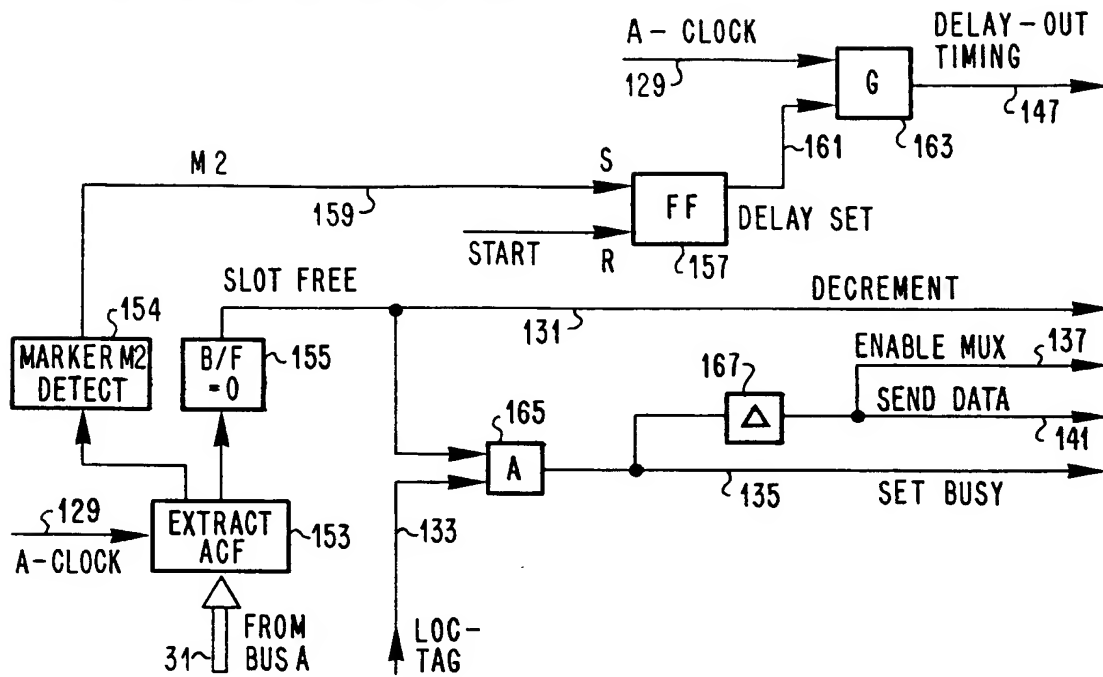 A-CLOCK
129
G
163
DELAY-OUT
TIMING
147
161
M2
159
S
START
R
FF
157
DELAY SET
SLOT FREE
131
DECREMENT
154
MARKER M2
DETECT
B/F
=0
155
ENABLE MUX
137
167
Δ
SEND DATA
141
165
A
135
SET BUSY
129
A-CLOCK
EXTRACT
ACF
153
133
31
FROM
BUS A
LOC-
TAG